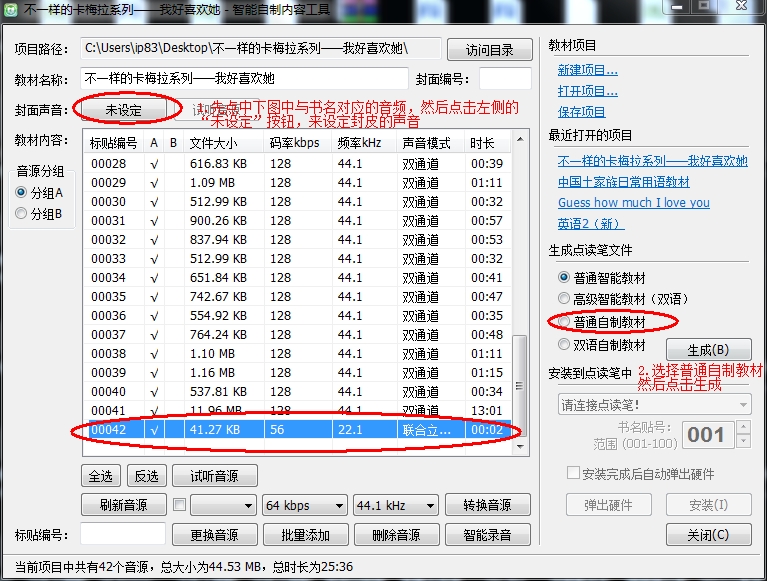 不一样的卡梅拉系列——我好喜欢她 - 智能自制内容工具
项目路径： C:\Users\ip83\Desktop\不一样的卡梅拉系列——我好喜欢她\ 访问目录
教材名称： 不一样的卡梅拉系列——我好喜欢她 封面编号：
封面声音： 未设定
1.先点中下图中与书名对应的音频，然后点击左侧的
“未设定”按钮，来设定封皮的声音
教材内容：
标贴编号 A B 文件大小 码率kbps 频率kHz 声音模式 时长
00028 √ 616.83 KB 128 44.1 双通道 00:39
00029 √ 1.09 MB 128 44.1 双通道 01:11
00030 √ 512.99 KB 128 44.1 双通道 00:32
00031 √ 900.26 KB 128 44.1 双通道 00:57
00032 √ 837.94 KB 128 44.1 双通道 00:53
00033 √ 512.99 KB 128 44.1 双通道 00:32
00034 √ 651.84 KB 128 44.1 双通道 00:41
00035 √ 742.67 KB 128 44.1 双通道 00:47
00036 √ 554.92 KB 128 44.1 双通道 00:35
00037 √ 764.24 KB 128 44.1 双通道 00:48
00038 √ 1.10 MB 128 44.1 双通道 01:11
00039 √ 1.16 MB 128 44.1 双通道 01:15
00040 √ 537.81 KB 128 44.1 双通道 00:34
00041 √ 11.96 MB 128 44.1 双通道 13:01
00042 √ 41.27 KB 56 22.1 联合立... 00:02
音源分组
分组A
分组B
全选 反选 试听音源
刷新音源 64 kbps 44.1 kHz 转换音源
标贴编号： 更换音源 批量添加 删除音源 智能录音
当前项目中共有42个音源，总大小为44.53 MB，总时长为25:36
教材项目
新建项目...
打开项目...
保存项目
最近打开的项目
不一样的卡梅拉系列——我好喜欢她
中国土家族日常用语教材
Guess how much I love you
英语2（新）
生成点读笔文件
普通智能教材
高级智能教材（双语）
普通自制教材
双语自制教材 生成(B)
2.选择普通自制教材
然后点击生成
安装到点读笔中
请连接点读笔！
书名贴号：
范围 (001-100) 001
安装完成后自动弹出硬件
弹出硬件 安装(I)
关闭(C)